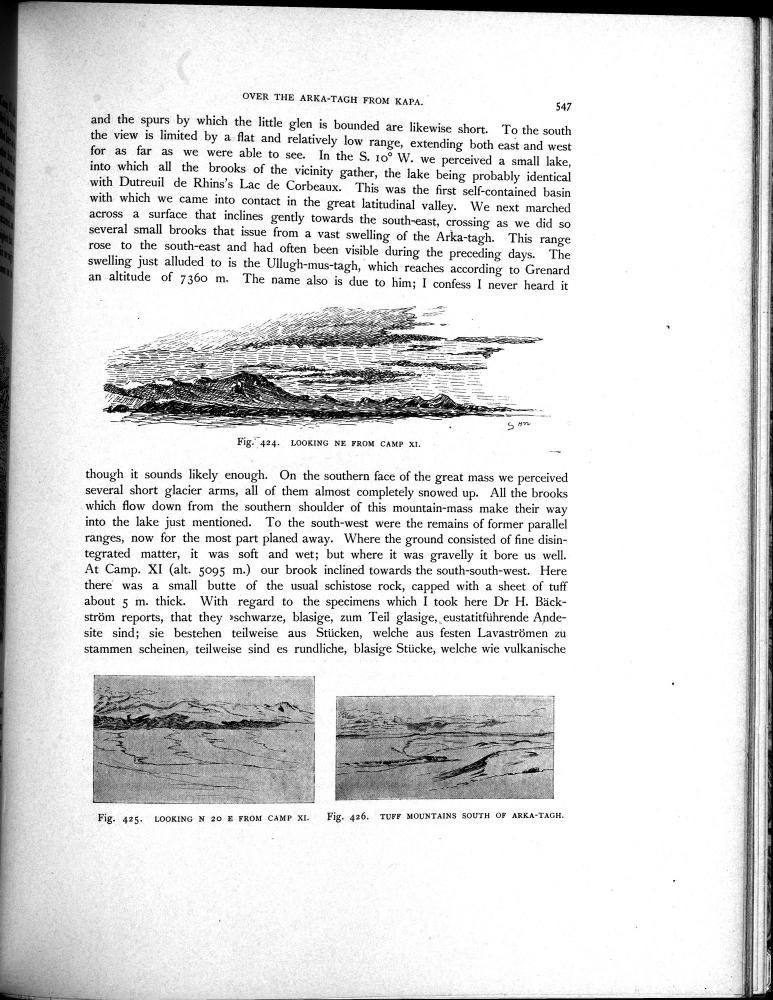 OVER THE ARKA-TAGH FROM KAPA.
547
and the spurs by which the little glen is bounded are likewise short. To the south
the view is limited by a flat and relatively low range, extending both east and west
for as far as we were able to see. In the S. 10° W. we perceived a small lake,
into which all the brooks of the vicinity gather, the lake being probably identical
with Dutreuil de Rhins's Lac de Corbeaux. This was the first self-contained basin
with which we came into contact in the great latitudinal valley. We next marched
across a surface that inclines gently towards the south-east, crossing as we did so
several small brooks that issue from a vast swelling of the Arka-tagh. This range
rose to the south-east and had often been visible during the preceding days. The
swelling just alluded to is the Ullugh-mus-tagh, which reaches according to Grenard
an altitude of 7360 m. The name also is due to him; I confess I never heard it
Fig. 424. LOOKING NE FROM CAMP XI.
though it sounds likely enough. On the southern face of the great mass we perceived
several short glacier arms, all of them almost completely snowed up. All the brooks
which flow down from the southern shoulder of this mountain-mass make their way
into the lake just mentioned. To the south-west were the remains of former parallel
ranges, now for the most part planed away. Where the ground consisted of fine disin-
tegrated matter, it was soft and wet; but where it was gravelly it bore us well.
At Camp. XI (alt. 5095 m.) our brook inclined towards the south-south-west. Here
there was a small butte of the usual schistose rock, capped with a sheet of tuff
about 5 m. thick. With regard to the specimens which I took here Dr H. Bäck-
ström reports, that they »schwarze, blasige, zum Teil glasige, eustatitführende Ande-
site sind; sie bestehen teilweise aus Stücken, welche aus festen Lavaströmen zu
stammen scheinen, teilweise sind es rundliche, blasige Stücke, welche wie vulkanische
Fig. 425. LOOKING N 20 E FROM CAMP XI.
Fig. 426. TUFF MOUNTAINS SOUTH OF ARKA-TAGH.